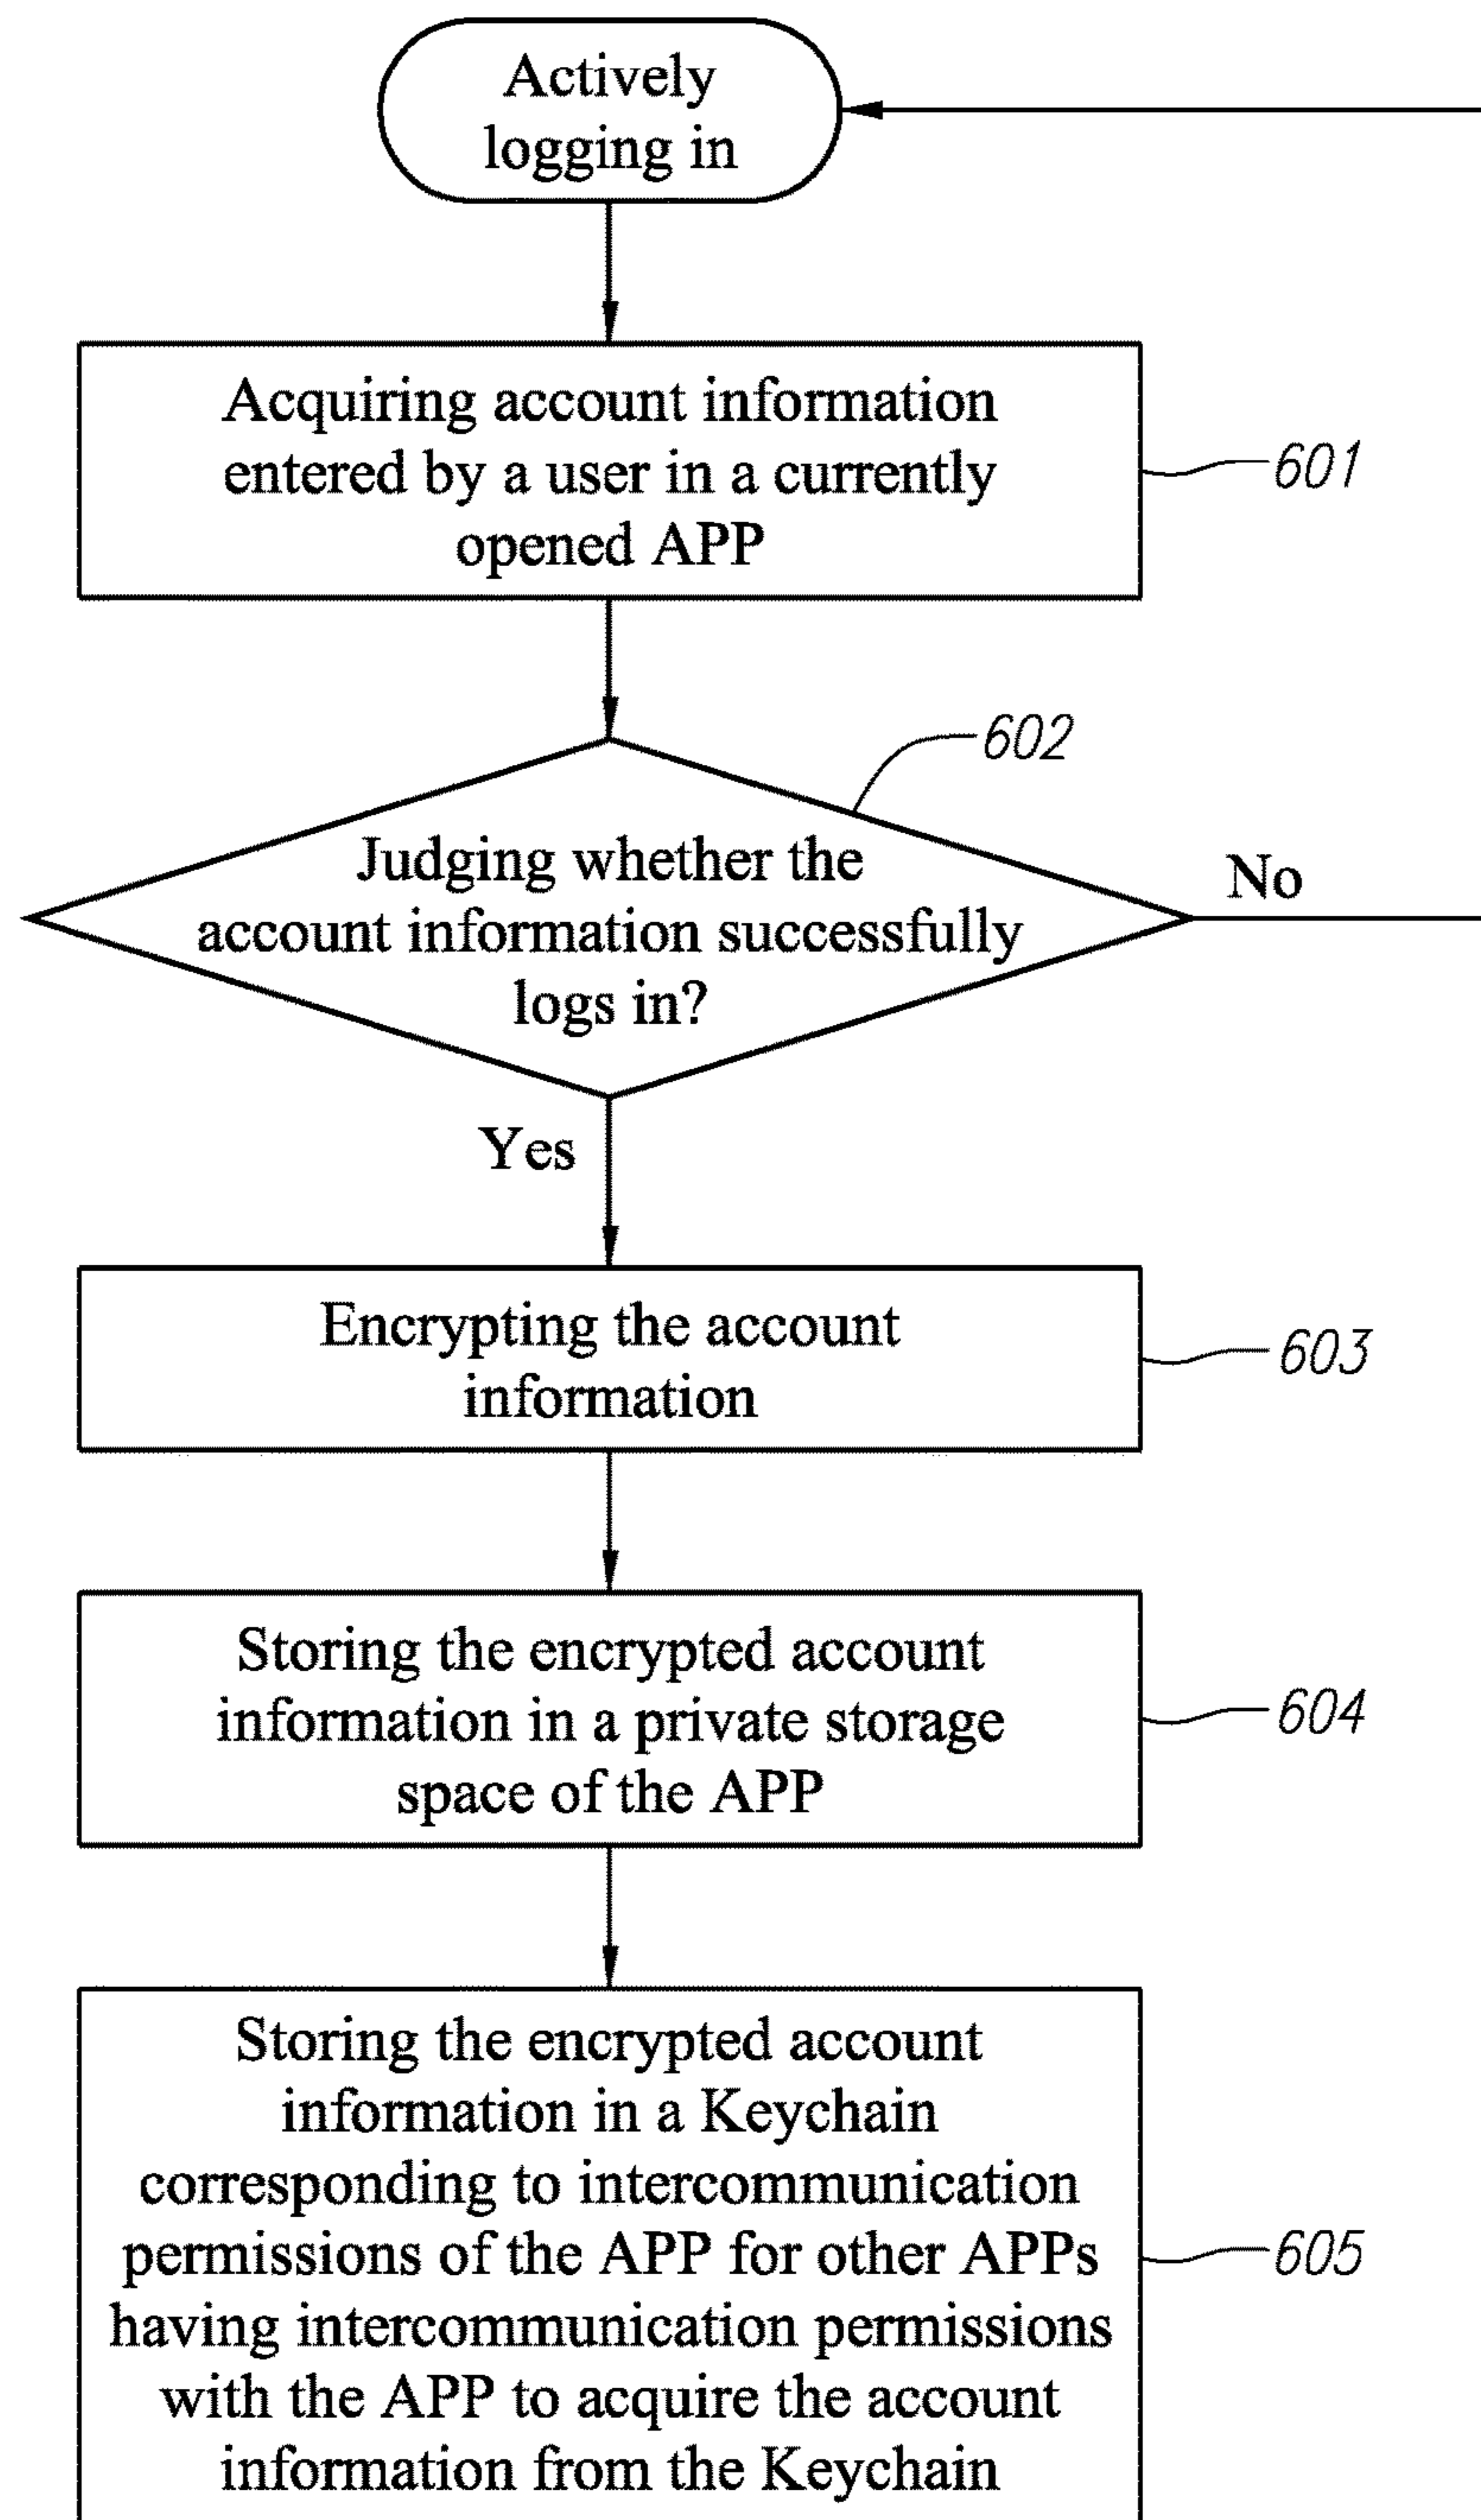 Actively
logging in
Acquiring account information
entered by a user in a currently
opened APP
601
602
Judging whether the
account information successfully
logs in?
No
Yes
Encrypting the account
information
603
Storing the encrypted account
information in a private storage
space of the APP
604
Storing the encrypted account
information in a Keychain
corresponding to intercommunication
permissions of the APP for other APPs
having intercommunication permissions
with the APP to acquire the account
information from the Keychain
605